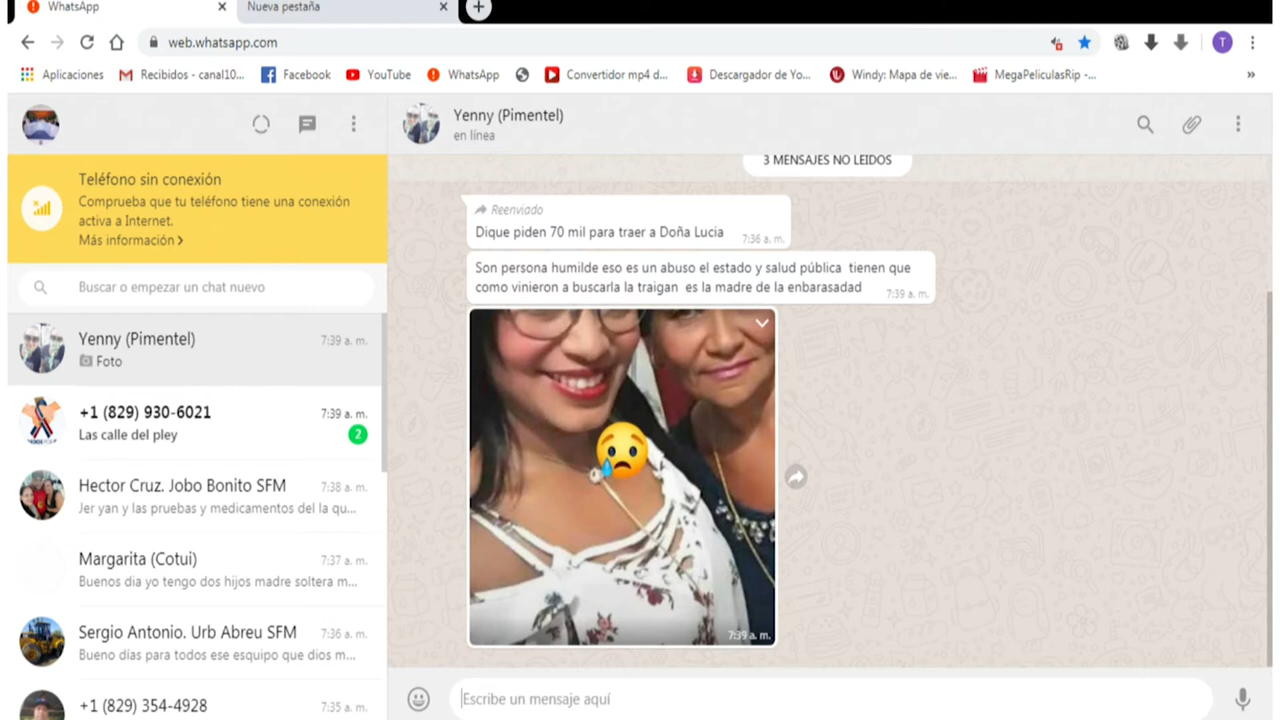 WhatsApp
Nueva pestaña
web.whatsapp.com
T
Aplicaciones
Recibidos - canal10...
Facebook
YouTube
WhatsApp
Convertidor mp4 d...
Descargador de Yo...
Windy: Mapa de vie...
MegaPeliculasRip -...
»
Teléfono sin conexión
Comprueba que tu teléfono tiene una conexión
activa a Internet.
Más información
Buscar o empezar un chat nuevo
Yenny (Pimentel)
7:39 a. m.
Foto
+1 (829) 930-6021
7:39 a. m.
Las calle del pley
2
Hector Cruz. Jobo Bonito SFM
7:38 a. m.
Jer yan y las pruebas y medicamentos del la qu...
Margarita (Cotui)
7:37 a. m.
Buenos dia yo tengo dos hijos madre soltera m...
Sergio Antonio. Urb Abreu SFM
7:36 a. m.
Bueno días para todos ese esquipo que dios m...
+1 (829) 354-4928
7:35 a. m.
Yenny (Pimentel)
en línea
3 MENSAJES NO LEIDOS
Reenviado
Dique piden 70 mil para traer a Doña Lucia
7:36 a. m.
Son persona humilde eso es un abuso el estado y salud pública tienen que
como vinieron a buscarla la traigan es la madre de la enbarasadad
7:39 a. m.
7:39 a. m.
Escribe un mensaje aquí